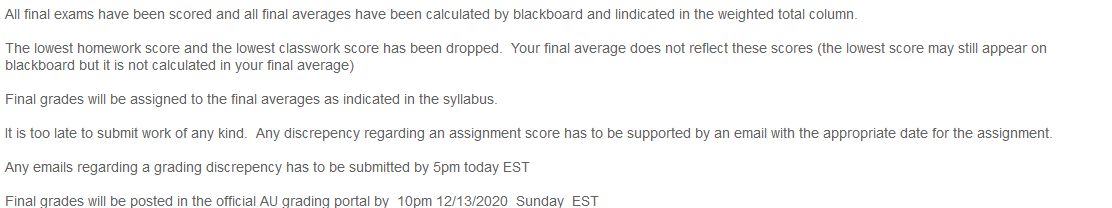 All final exams have been scored and all final averages have been calculated by blackboard and lindicated in the weighted total column.
The lowest homework score and the lowest classwork score has been dropped.  Your final average does not reflect these scores (the lowest score may still appear on
blackboard but it is not calculated in your final average)
Final grades will be assigned to the final averages as indicated in the syllabus.
It is too late to submit work of any kind.  Any discrepency regarding an assignment score has to be supported by an email with the appropriate date for the assignment.
Any emails regarding a grading discrepency has to be submitted by 5pm today EST
Final grades will be posted in the official AU grading portal by  10pm 12/13/2020  Sunday  EST